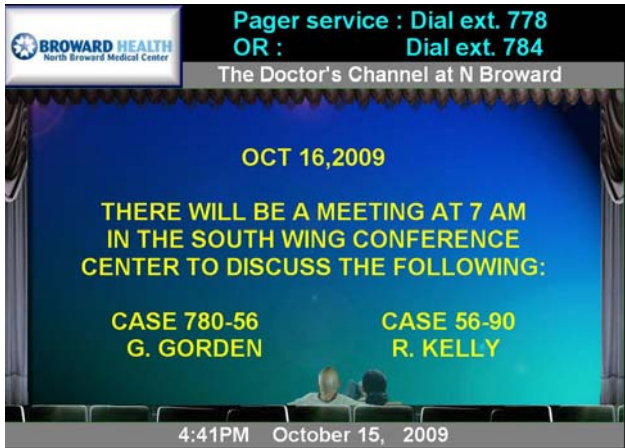 BROWARD HEALTH
North Broward Medical Center
Pager service : Dial ext. 778
OR : Dial ext. 784
The Doctor's Channel at N Broward
OCT 16,2009
THERE WILL BE A MEETING AT 7 AM
IN THE SOUTH WING CONFERENCE
CENTER TO DISCUSS THE FOLLOWING:
CASE 780-56 CASE 56-90
G. GORDEN R. KELLY
4:41PM October 15, 2009